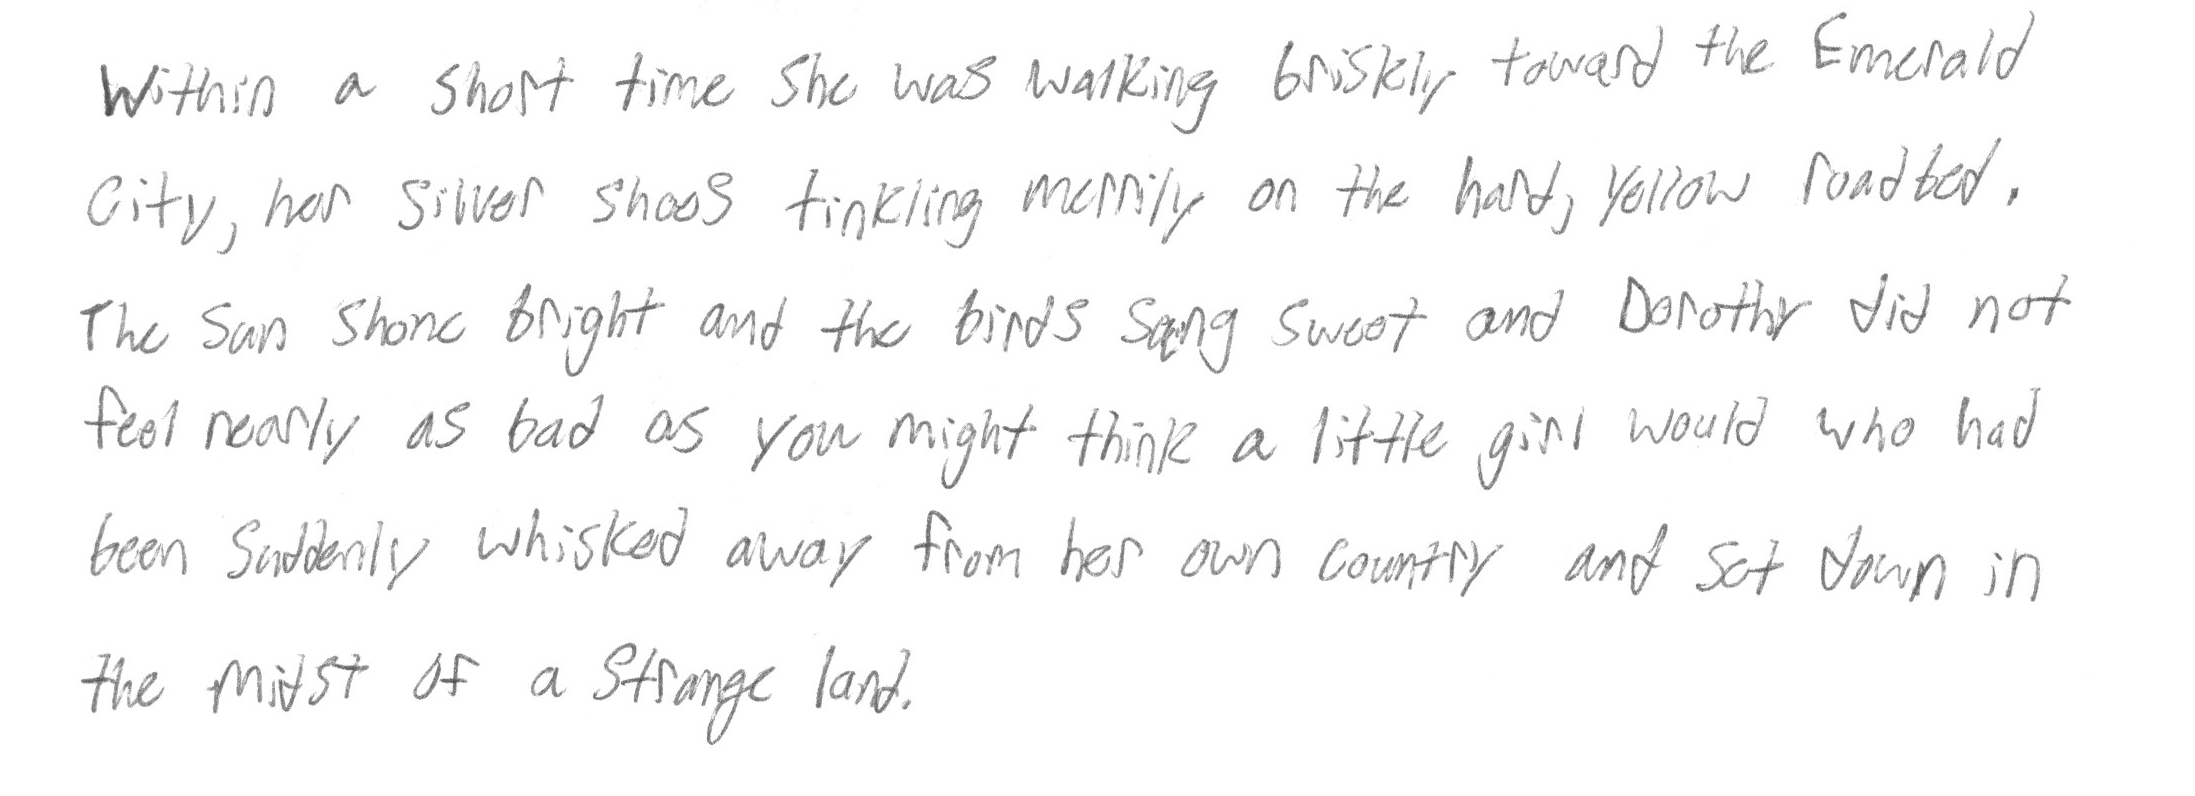 Within a short time she was walking briskly toward the Emerald
City, her silver shoes tinkling merrily on the hard, yellow roadbed.
The sun shone bright and the birds sang sweet and Dorothy did not
feel nearly as bad as you might think a little girl would who had
been suddenly whisked away from her own country and set down in
the midst of a strange land.